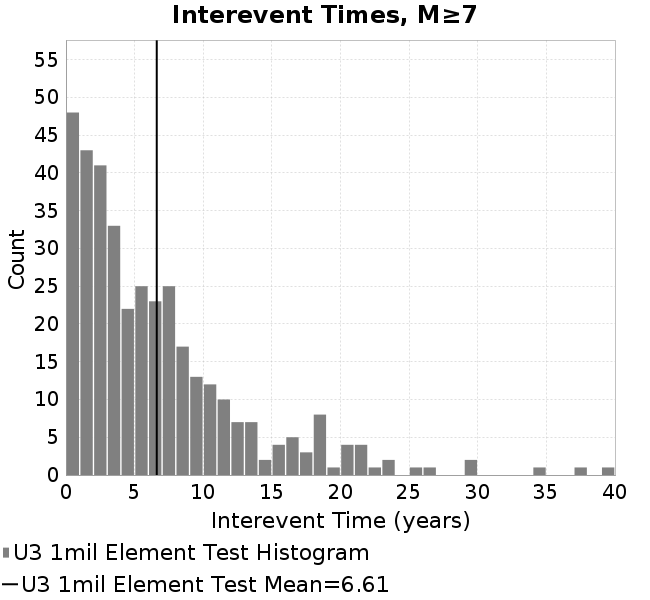 Interevent Times, M≥7
Count
55
50
45
40
35
30
25
20
15
10
5
0
0 5 10 15 20 25 30 35 40
Interevent Time (years)
U3 1mil Element Test Histogram
U3 1mil Element Test Mean=6.61